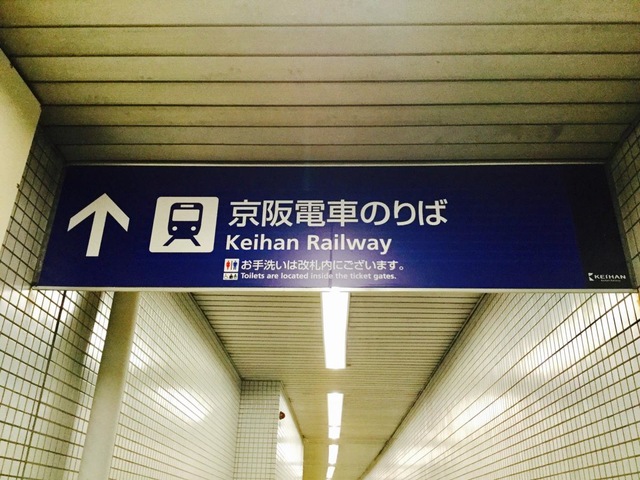 京阪電車のりば
Keihan Railway
お手洗いは改札内にございます。
Toilets are located inside the ticket gates.
KEIHAN